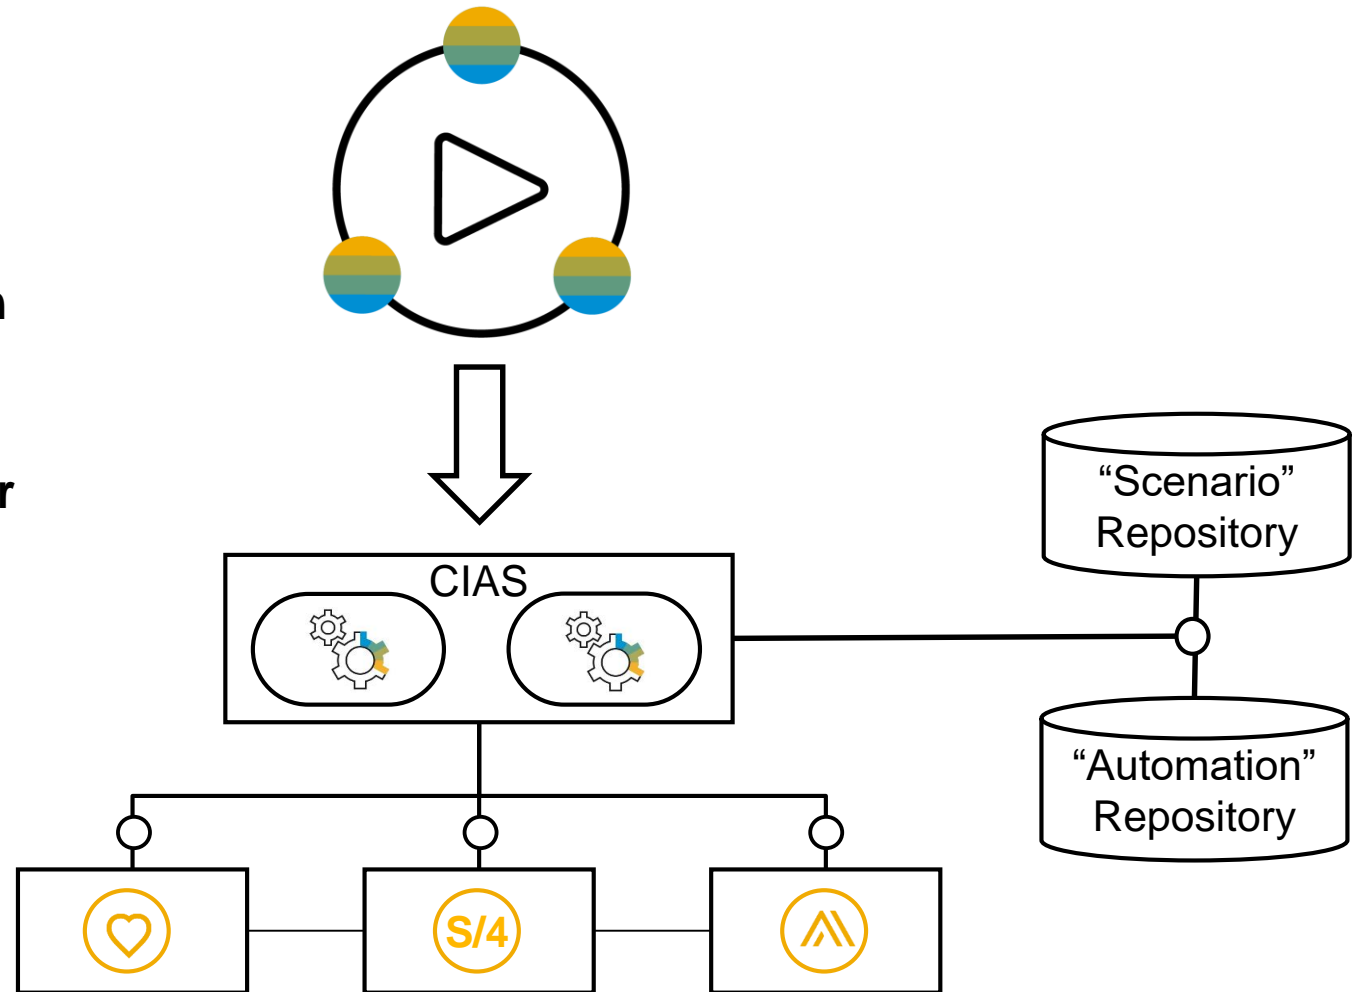 n
r
“Scenario”
Repository
CIAS
“Automation”
Repository
S/4